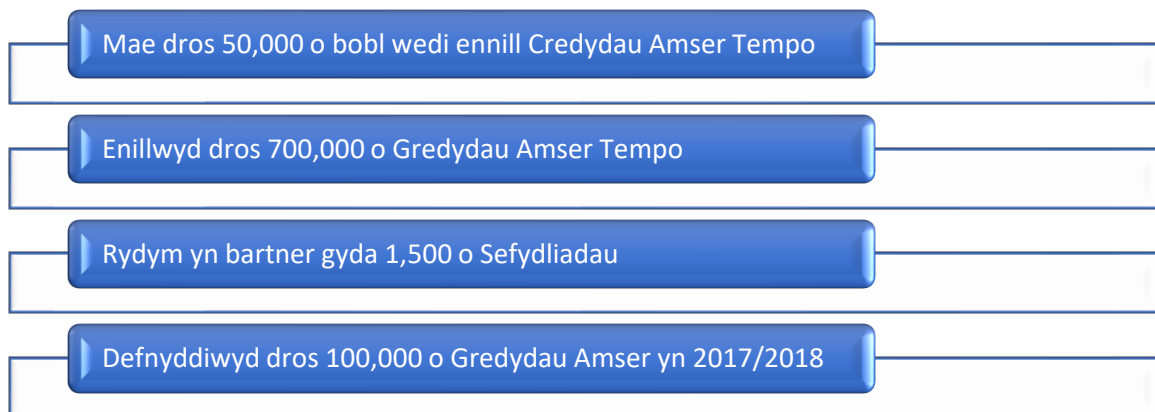 Mae dros 50,000 o bobl wedi ennill Credydau Amser Tempo
Enillwyd dros 700,000 o Gredydau Amser Tempo
Rydym yn bartner gyda 1,500 o Sefydliadau
Defnyddiwyd dros 100,000 o Gredydau Amser yn 2017/2018